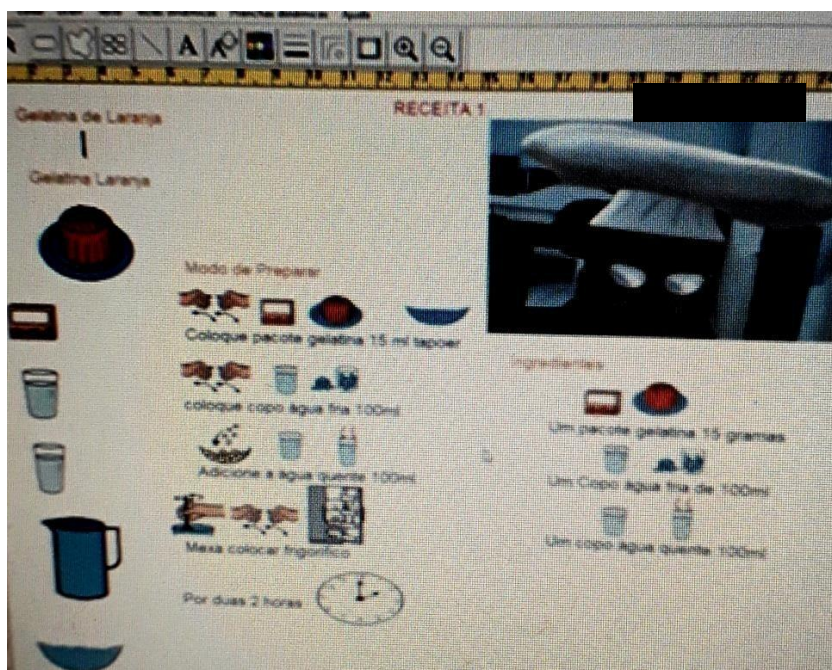 RECEITA 1
Gelatina de Laranja
Gelatina Laranja
Modo de Preparar
Coloque pacote gelatina 15 ml tapoer
coloque copo água fria 100ml
Adicione a água quente 100ml
Mexa colocar frigorifico
Por duas 2 horas
Ingredientes
Um pacote gelatina 15 gramas
Um Copo água fria de 100ml
Um copo água quente 100ml